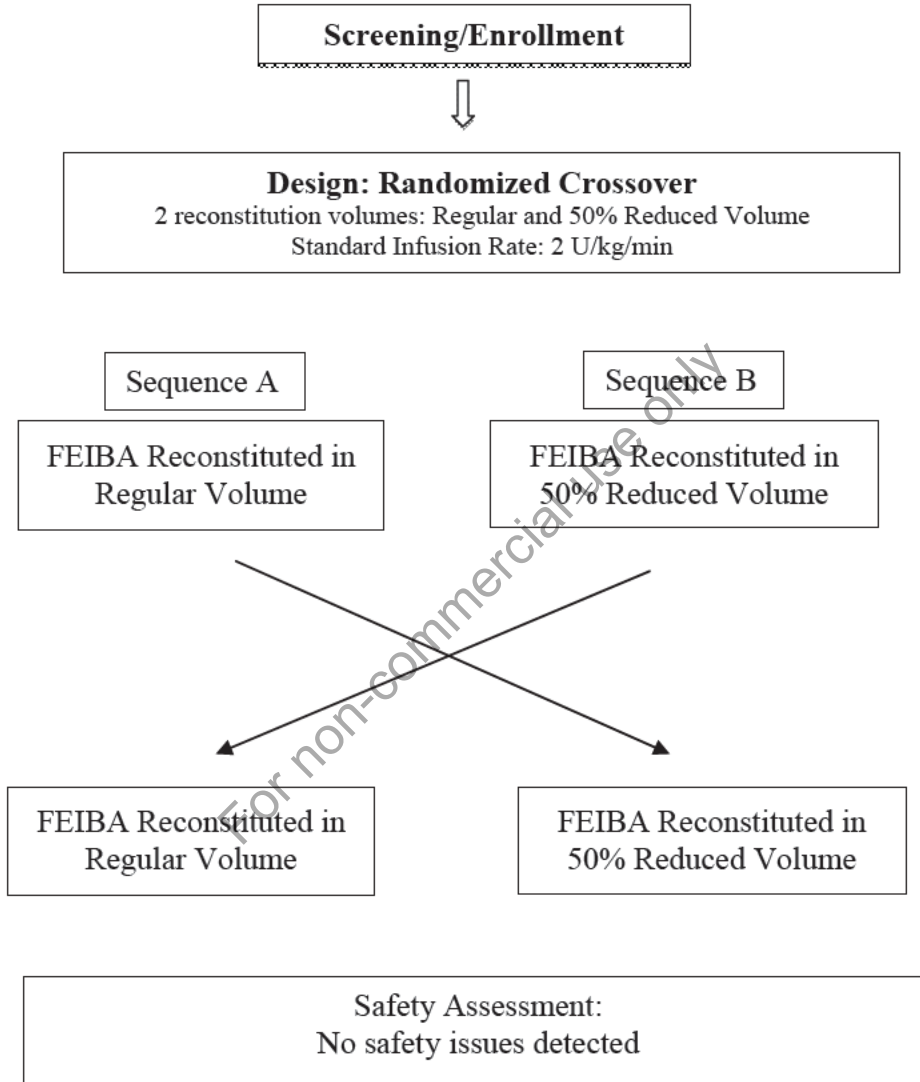 Screening/Enrollment
Design: Randomized Crossover
2 reconstitution volumes: Regular and 50% Reduced Volume
Standard Infusion Rate: 2 U/kg/min
Sequence A
FEIBA Reconstituted in
Regular Volume
Sequence B
FEIBA Reconstituted in
50% Reduced Volume
For non-commercial use only
FEIBA Reconstituted in
Regular Volume
FEIBA Reconstituted in
50% Reduced Volume
Safety Assessment:
No safety issues detected